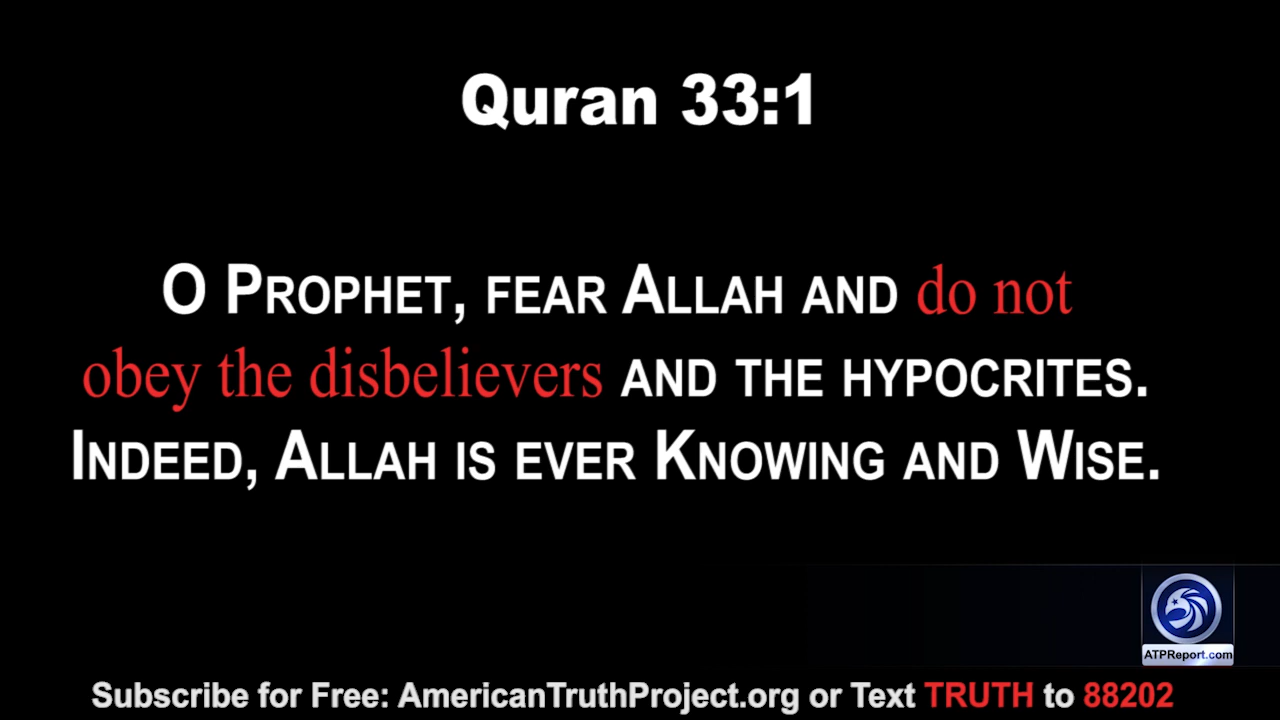 Quran 33:1
O PROPHET, FEAR ALLAH AND do not
obey the disbelievers AND THE HYPOCRITES.
INDEED, ALLAH IS EVER KNOWING AND WISE.
ATPReport.com
Subscribe for Free: AmericanTruthProject.org or Text TRUTH to 88202